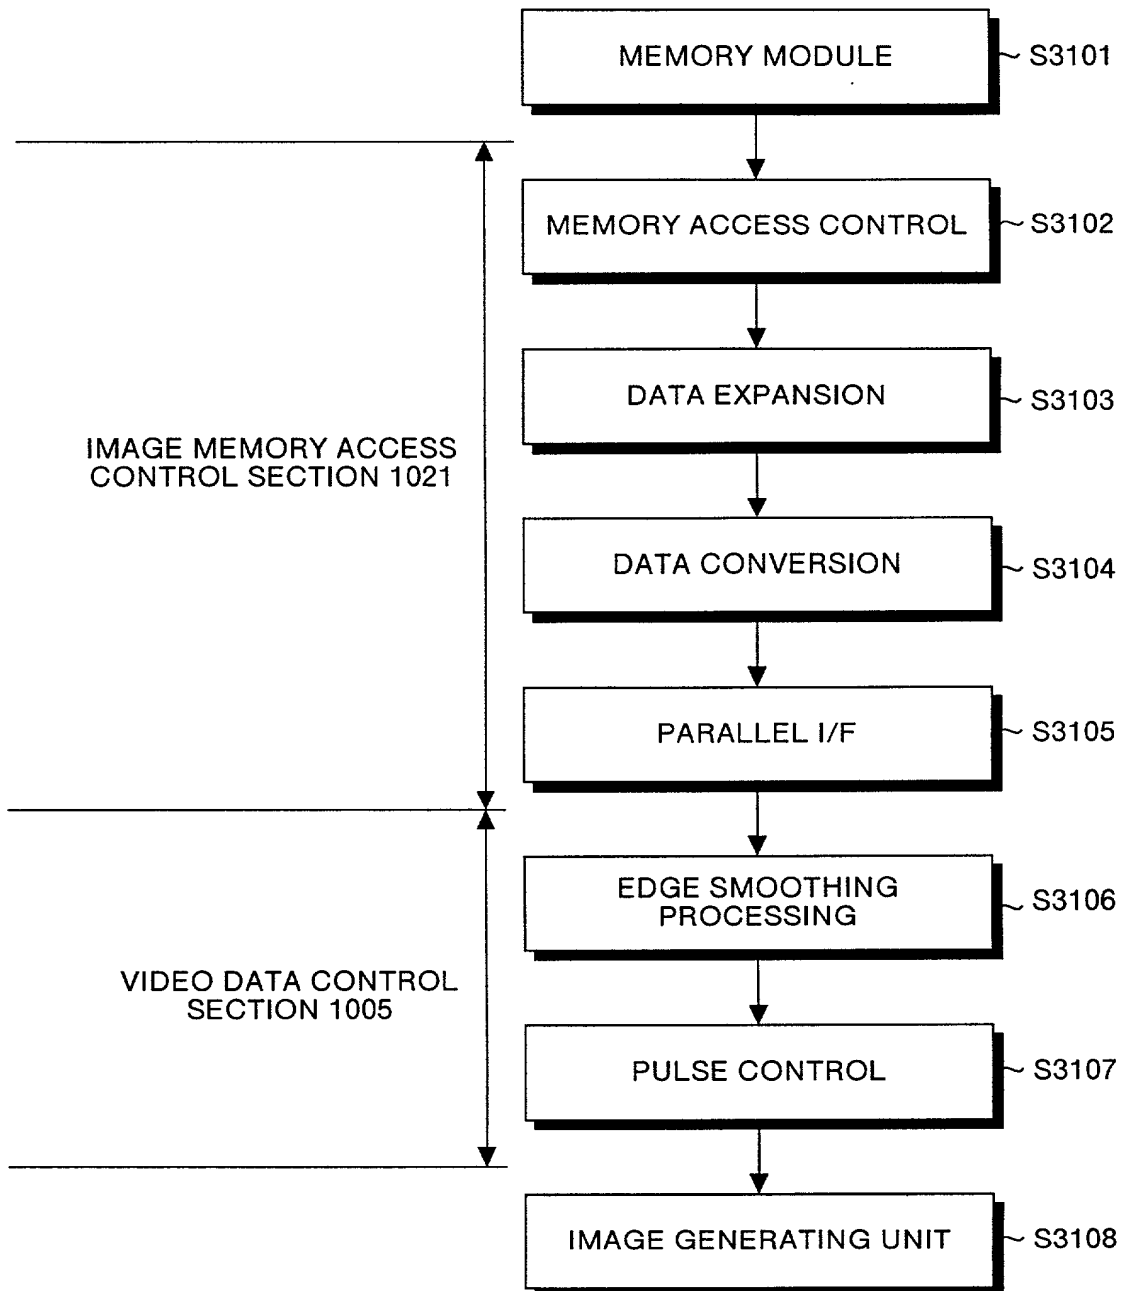 MEMORY MODULE
S3101
MEMORY ACCESS CONTROL
S3102
DATA EXPANSION
S3103
IMAGE MEMORY ACCESS
CONTROL SECTION 1021
DATA CONVERSION
S3104
PARALLEL I/F
S3105
EDGE SMOOTHING
PROCESSING
S3106
VIDEO DATA CONTROL
SECTION 1005
PULSE CONTROL
S3107
IMAGE GENERATING UNIT
S3108